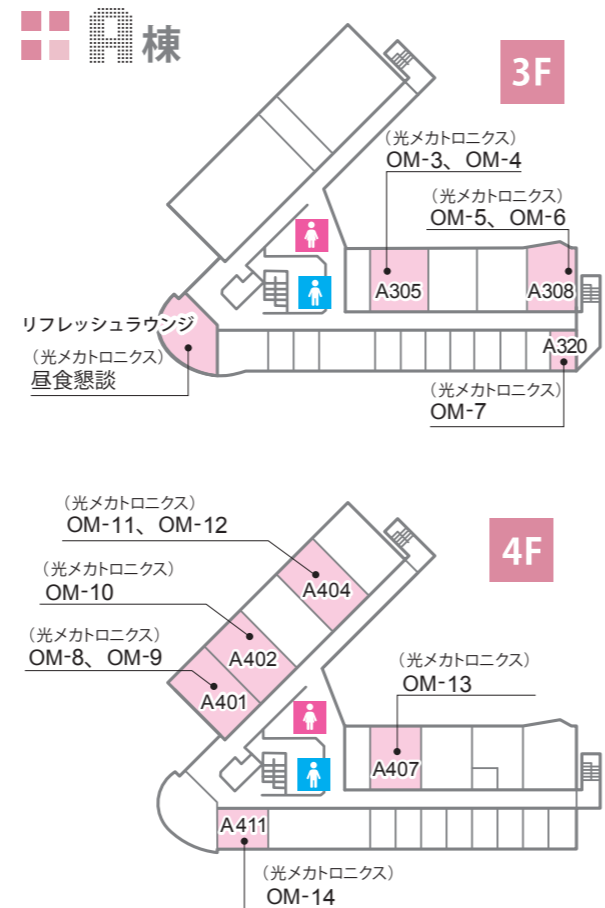 A棟
3F
(光メカトロニクス)
OM-3、OM-4
(光メカトロニクス)
OM-5、OM-6
A305
A308
リフレッシュラウンジ
(光メカトロニクス)
昼食懇談
A320
(光メカトロニクス)
OM-7
4F
(光メカトロニクス)
OM-11、OM-12
(光メカトロニクス)
OM-10
A404
(光メカトロニクス)
OM-8、OM-9
A402
A401
(光メカトロニクス)
OM-13
A407
A411
(光メカトロニクス)
OM-14